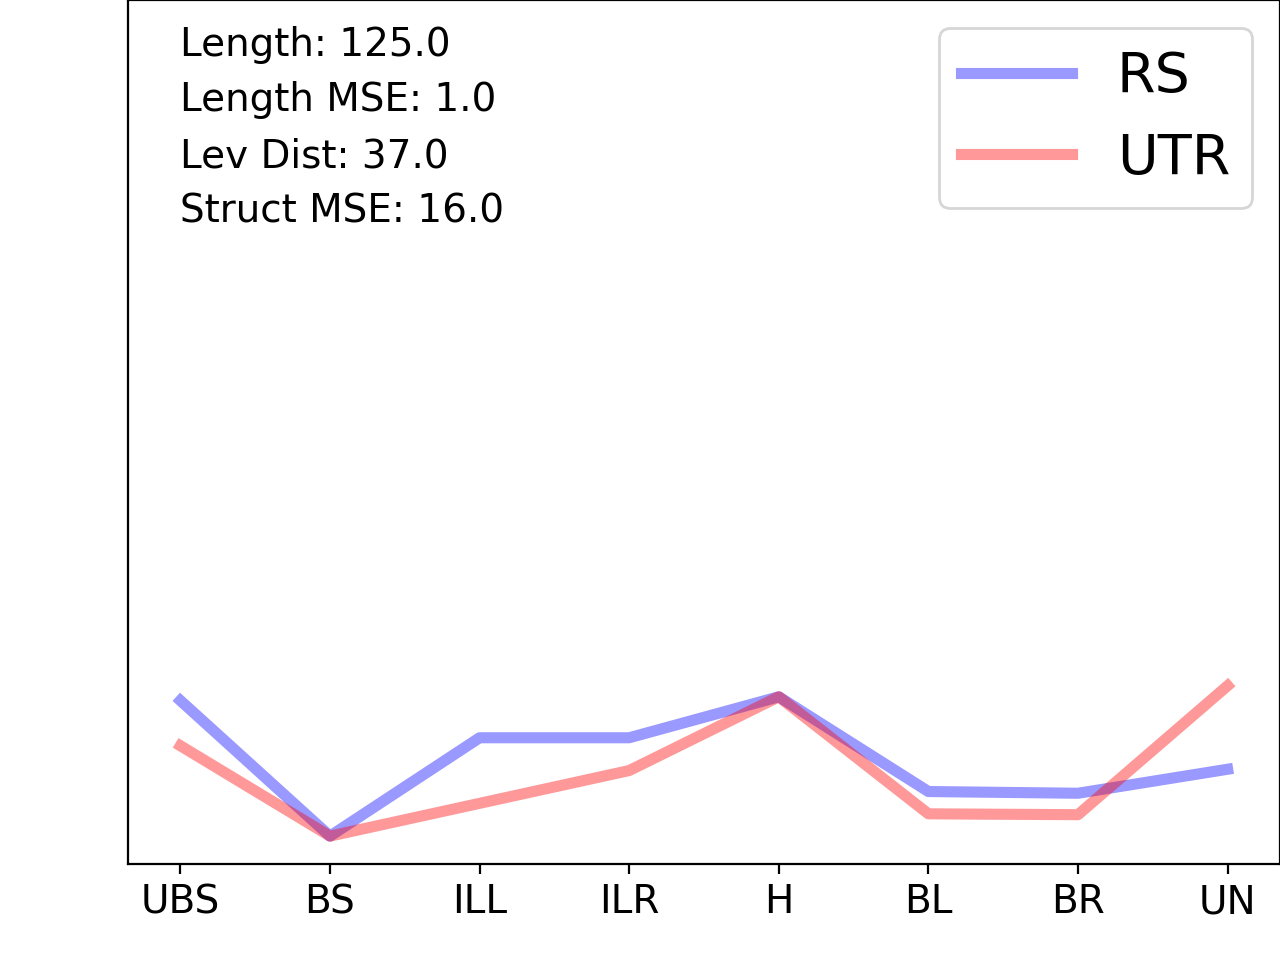 Length: 125.0
Length MSE: 1.0
Lev Dist: 37.0
Struct MSE: 16.0
RS
UTR
UBS BS ILL ILR H BL BR UN